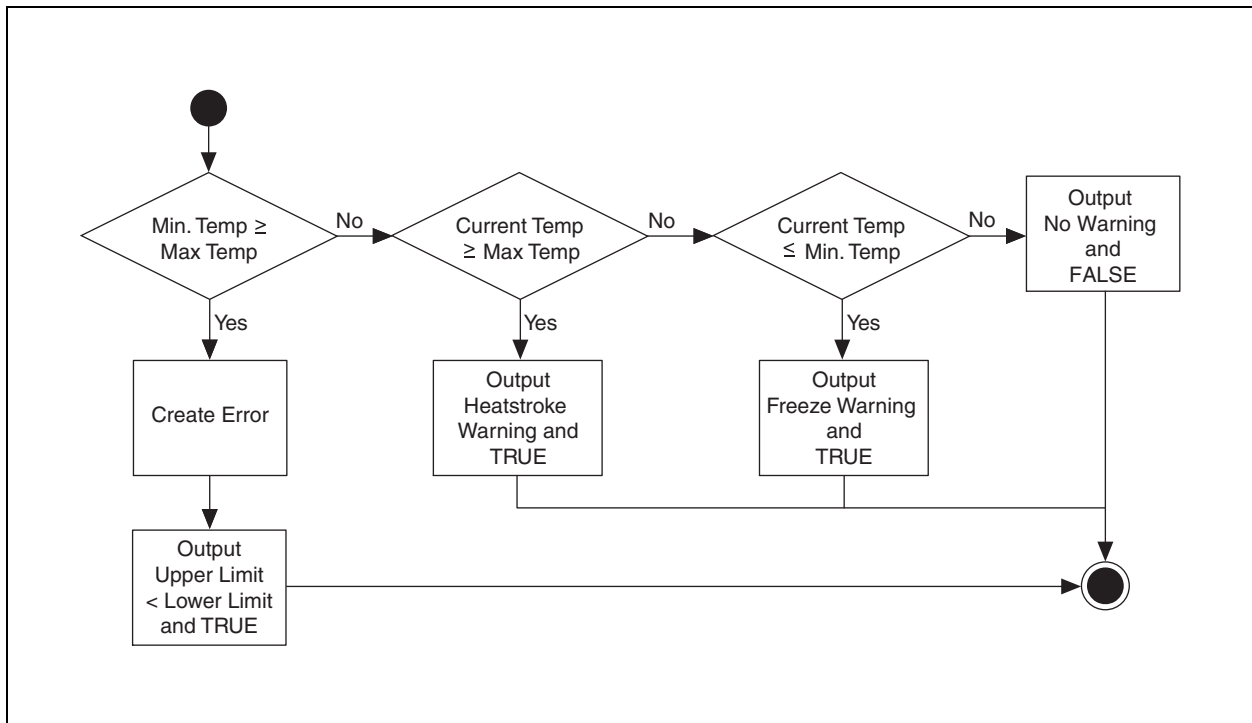 Min. Temp ≥
Max Temp
No
Current Temp
≥ Max Temp
No
Current Temp
≤ Min. Temp
No
Output
No Warning
and
FALSE
Yes
Yes
Yes
Create Error
Output
Heatstroke
Warning and
TRUE
Output
Freeze Warning
and
TRUE
Output
Upper Limit
< Lower Limit
and TRUE